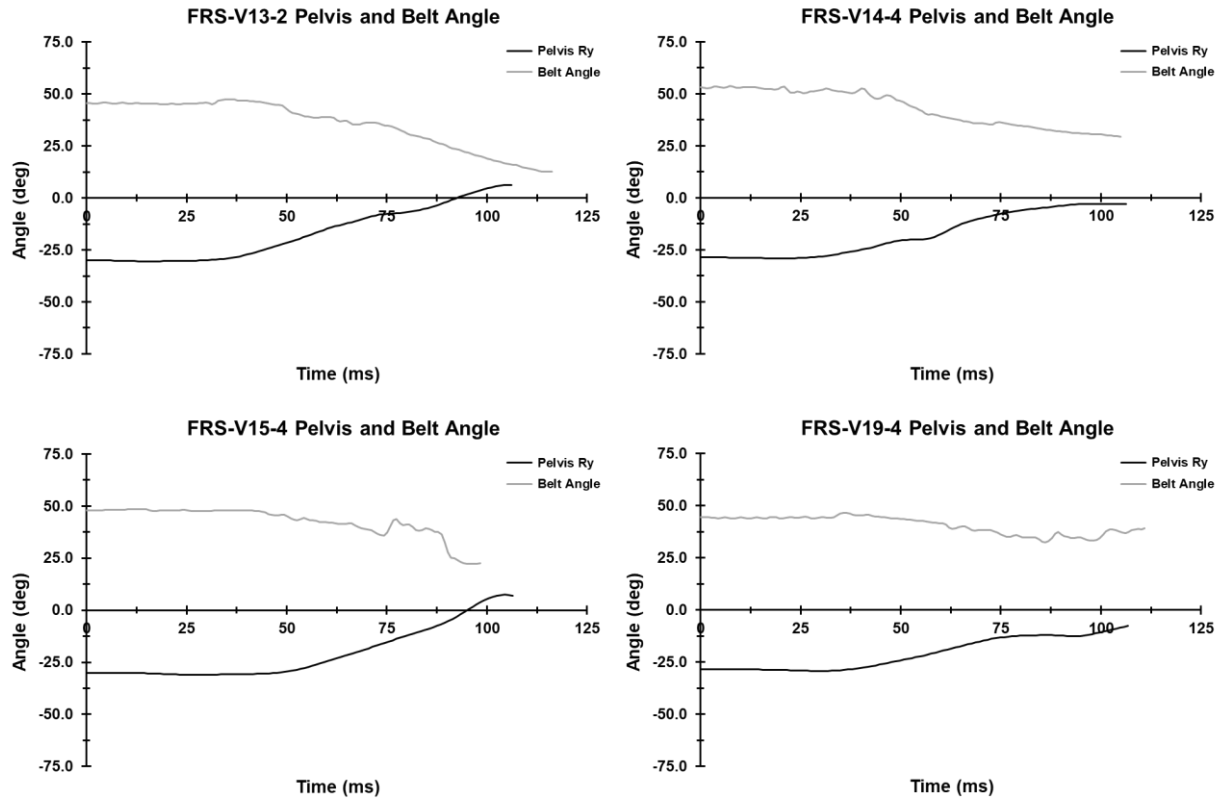 FRS-V13-2 Pelvis and Belt Angle
75.0
50.0
25.0
0.0
-25.0
-50.0
-75.0
Angle (deg)
0 25 50 75 100 125
Time (ms)
Pelvis Ry
Belt Angle
FRS-V14-4 Pelvis and Belt Angle
75.0
50.0
25.0
0.0
-25.0
-50.0
-75.0
Angle (deg)
0 25 50 75 100 125
Time (ms)
Pelvis Ry
Belt Angle
FRS-V15-4 Pelvis and Belt Angle
75.0
50.0
25.0
0.0
-25.0
-50.0
-75.0
Angle (deg)
0 25 50 75 100 125
Time (ms)
Pelvis Ry
Belt Angle
FRS-V19-4 Pelvis and Belt Angle
75.0
50.0
25.0
0.0
-25.0
-50.0
-75.0
Angle (deg)
0 25 50 75 100 125
Time (ms)
Pelvis Ry
Belt Angle